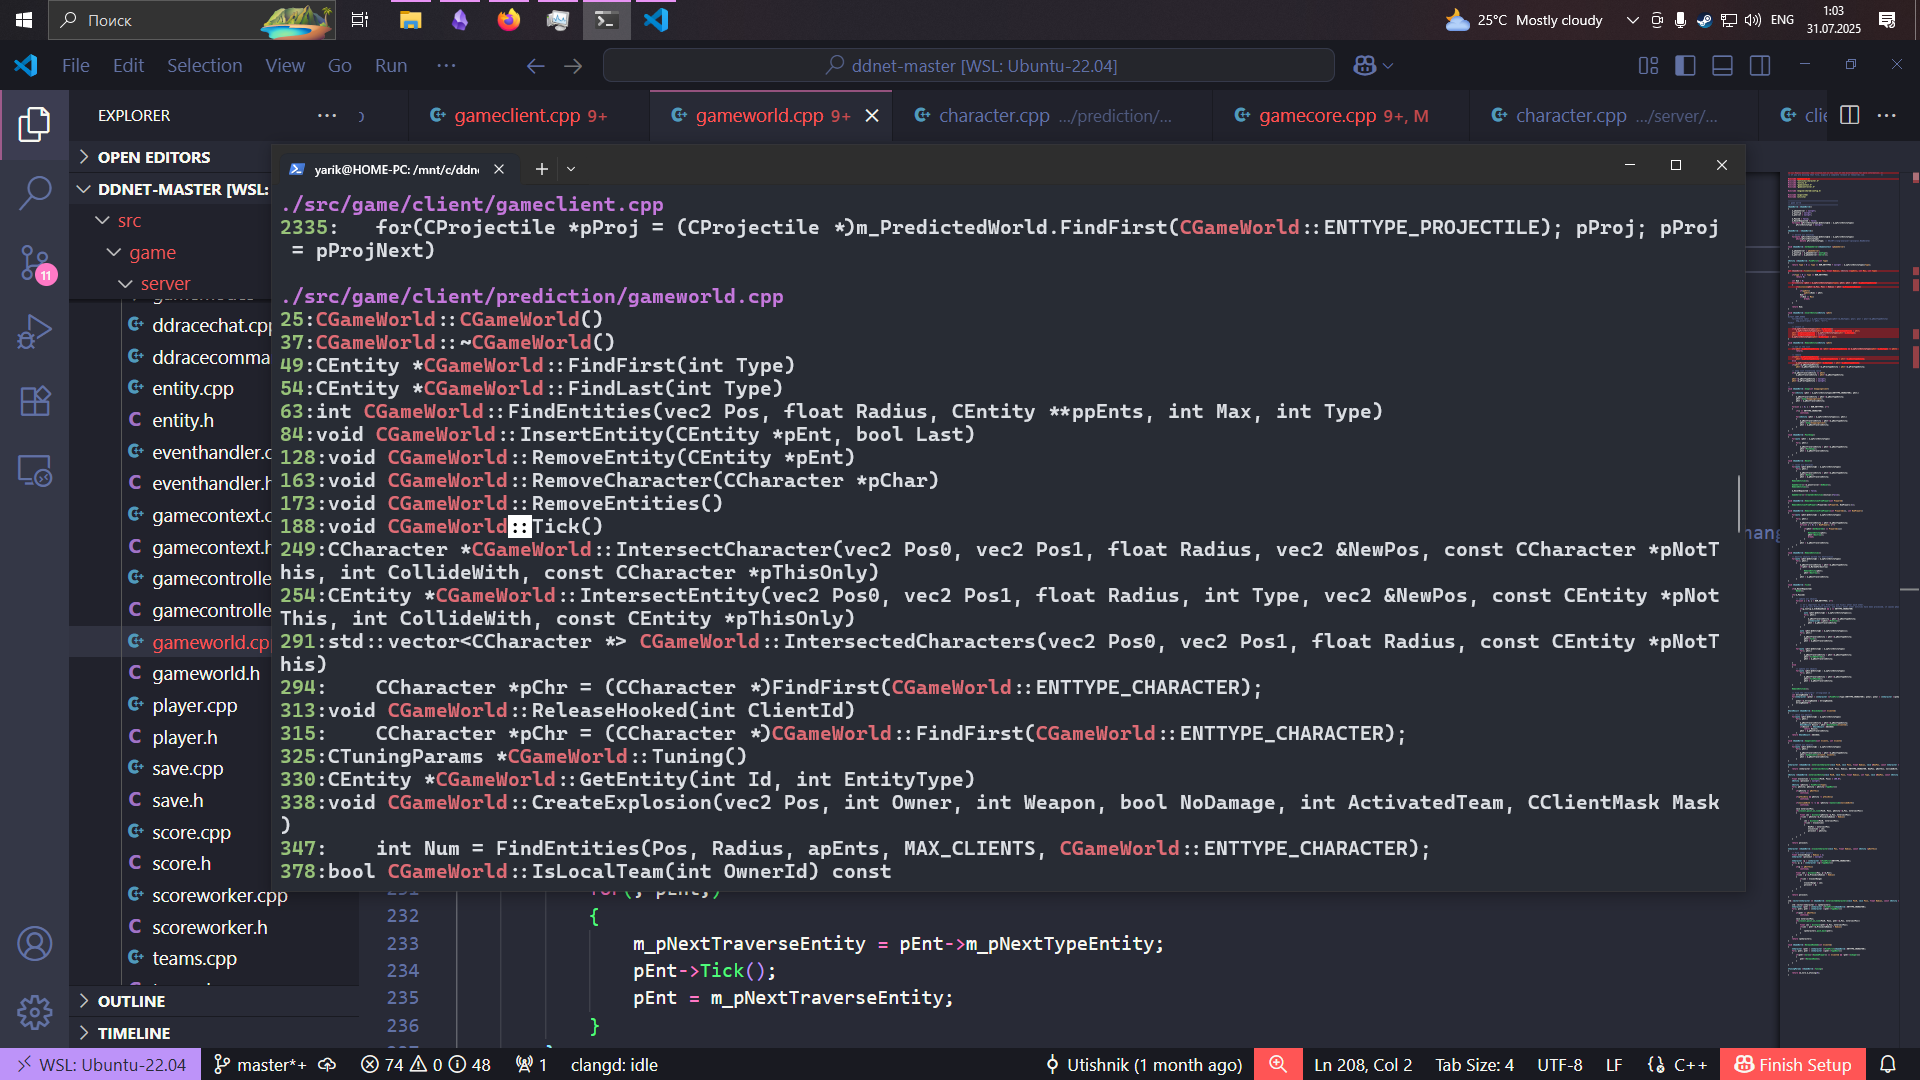 Поиск
25°C Mostly cloudy
ENG
1:03
31.07.2025
File Edit Selection View Go Run ···
ddnet-master [WSL: Ubuntu-22.04]
EXPLORER
gameclient.cpp 9+
gameworld.cpp 9+
character.cpp .../prediction/...
gamecore.cpp 9+, M
character.cpp .../server/...
clie
OPEN EDITORS
DDNET-MASTER [WSL:
src
game
server
11
ddracechat.cpp
ddracecomma
entity.cpp
entity.h
eventhandler.c
eventhandler.h
gamecontext.c
gamecontext.h
gamecontrolle
gamecontrolle
gameworld.cp
gameworld.h
player.cpp
player.h
save.cpp
save.h
score.cpp
score.h
scoreworker.cpp
scoreworker.h
teams.cpp
OUTLINE
TIMELINE
yarik@HOME-PC: /mnt/c/ddn
./src/game/client/gameclient.cpp
2335:    for(CProjectile *pProj = (CProjectile *)m_PredictedWorld.FindFirst(CGameWorld::ENTTYPE_PROJECTILE); pProj; pProj
 = pProjNext)
./src/game/client/prediction/gameworld.cpp
25:CGameWorld::CGameWorld()
37:CGameWorld::~CGameWorld()
49:CEntity *CGameWorld::FindFirst(int Type)
54:CEntity *CGameWorld::FindLast(int Type)
63:int CGameWorld::FindEntities(vec2 Pos, float Radius, CEntity **ppEnts, int Max, int Type)
84:void CGameWorld::InsertEntity(CEntity *pEnt, bool Last)
128:void CGameWorld::RemoveEntity(CEntity *pEnt)
163:void CGameWorld::RemoveCharacter(CCharacter *pChar)
173:void CGameWorld::RemoveEntities()
188:void CGameWorld::Tick()
249:CCharacter *CGameWorld::IntersectCharacter(vec2 Pos0, vec2 Pos1, float Radius, vec2 &NewPos, const CCharacter *pNotT
his, int CollideWith, const CCharacter *pThisOnly)
254:CEntity *CGameWorld::IntersectEntity(vec2 Pos0, vec2 Pos1, float Radius, int Type, vec2 &NewPos, const CEntity *pNot
This, int CollideWith, const CEntity *pThisOnly)
291:std::vector<CCharacter *> CGameWorld::IntersectedCharacters(vec2 Pos0, vec2 Pos1, float Radius, const CEntity *pNotT
his)
294:    CCharacter *pChr = (CCharacter *)FindFirst(CGameWorld::ENTTYPE_CHARACTER);
313:void CGameWorld::ReleaseHooked(int ClientId)
315:    CCharacter *pChr = (CCharacter *)CGameWorld::FindFirst(CGameWorld::ENTTYPE_CHARACTER);
325:CTuningParams *CGameWorld::Tuning()
330:CEntity *CGameWorld::GetEntity(int Id, int EntityType)
338:void CGameWorld::CreateExplosion(vec2 Pos, int Owner, int Weapon, bool NoDamage, int ActivatedTeam, CClientMask Mask
)
347:    int Num = FindEntities(Pos, Radius, apEnts, MAX_CLIENTS, CGameWorld::ENTTYPE_CHARACTER);
378:bool CGameWorld::IsLocalTeam(int OwnerId) const
232 {
233 m_pNextTraverseEntity = pEnt->m_pNextTypeEntity;
234 pEnt->Tick();
235 pEnt = m_pNextTraverseEntity;
236 }
WSL: Ubuntu-22.04 master*+ 74 0 48 1 clangd: idle Utishnik (1 month ago) Ln 208, Col 2 Tab Size: 4 UTF-8 LF C++ Finish Setup